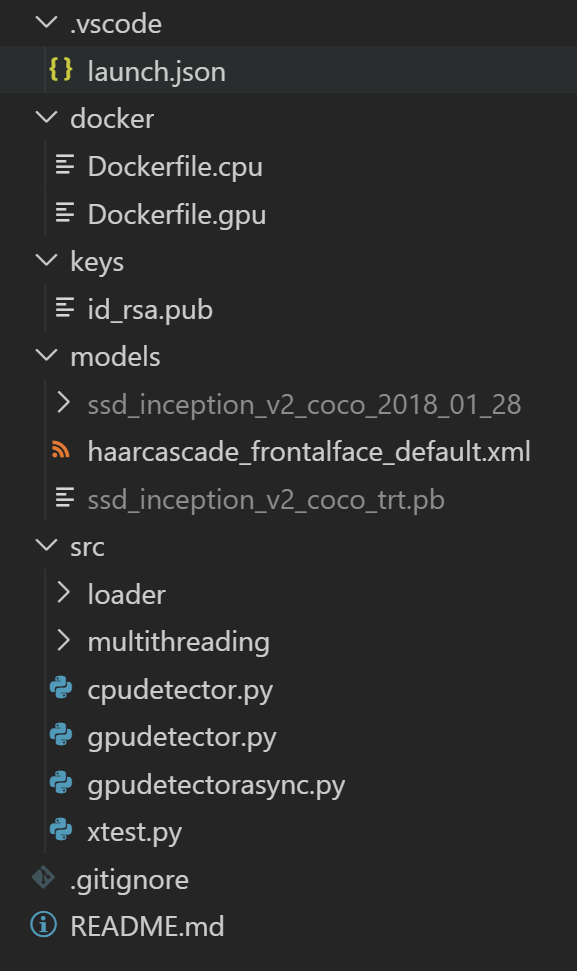 .vscode
launch.json
docker
Dockerfile.cpu
Dockerfile.gpu
keys
id_rsa.pub
models
ssd_inception_v2_coco_2018_01_28
haarcascade_frontalface_default.xml
ssd_inception_v2_coco_trt.pb
src
loader
multithreading
cpudetector.py
gpudetector.py
gpudetectorasync.py
xtest.py
.gitignore
README.md